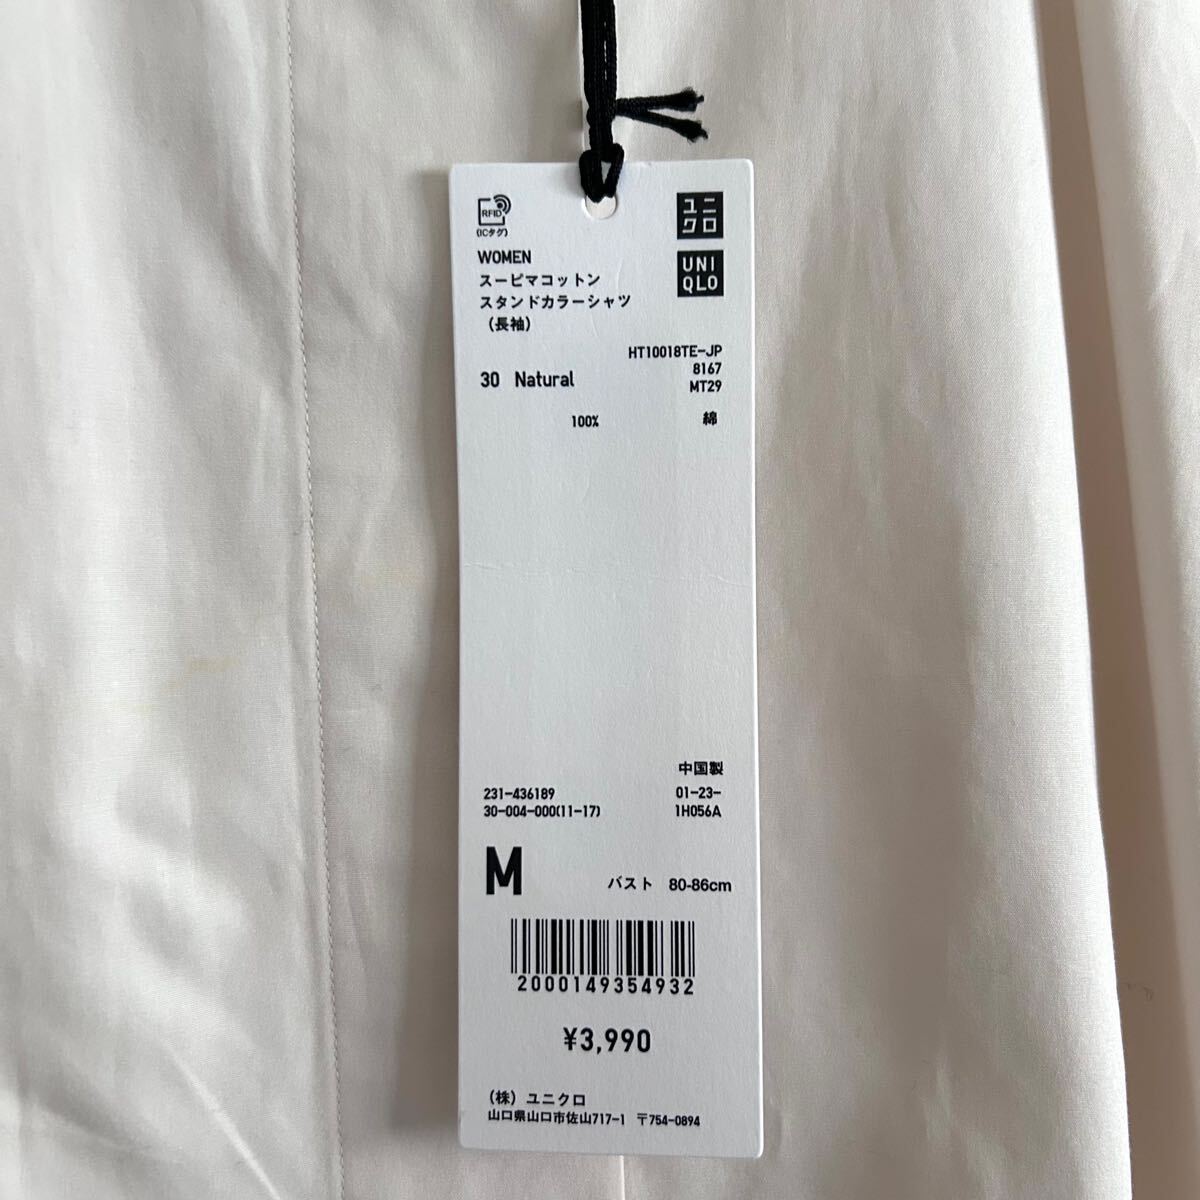 RFID
(ICタグ)
ユニ
クロ
UNI
QLO
WOMEN
スーピマコットン
スタンドカラーシャツ
（長袖）
HT10018TE-JP
8167
30 Natural
MT29
100% 綿
中国製
231-436189 01-23-
30-004-000(11-17) 1H056A
M バスト 80-86cm
2000149354932
¥3,990
（株）ユニクロ
山口県山口市佐山717-1 〒754-0894